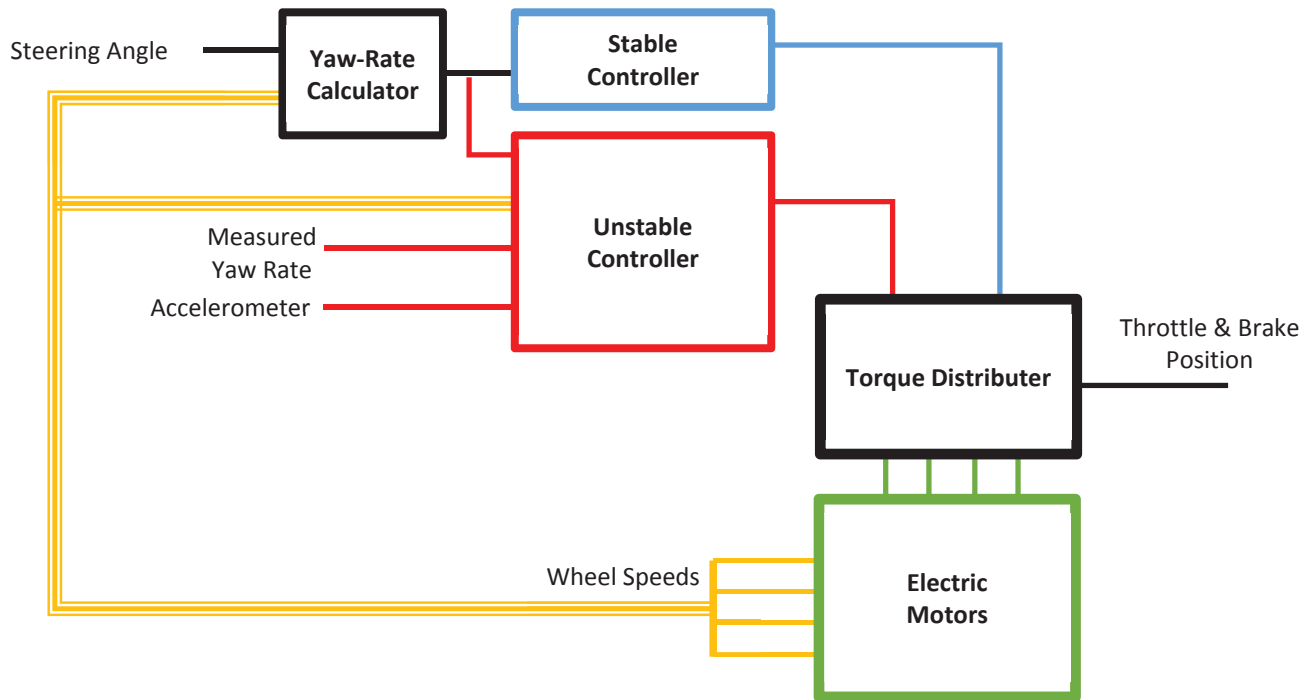 Steering Angle
Yaw-Rate
Calculator
Stable
Controller
Unstable
Controller
Measured
Yaw Rate
Accelerometer
Throttle & Brake
Position
Torque Distributer
Wheel Speeds
Electric
Motors